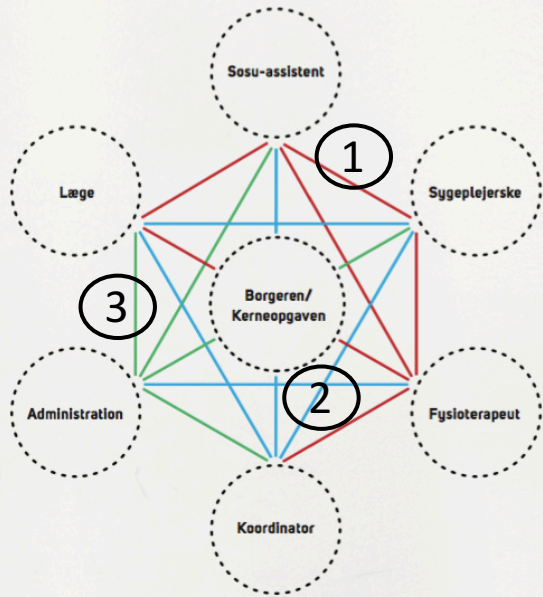 Sosu-assistent
1
Læge
Sygeplejerske
Borgeren/
Kerneopgaven
3
2
Administration
Fysioterapeut
Koordinator